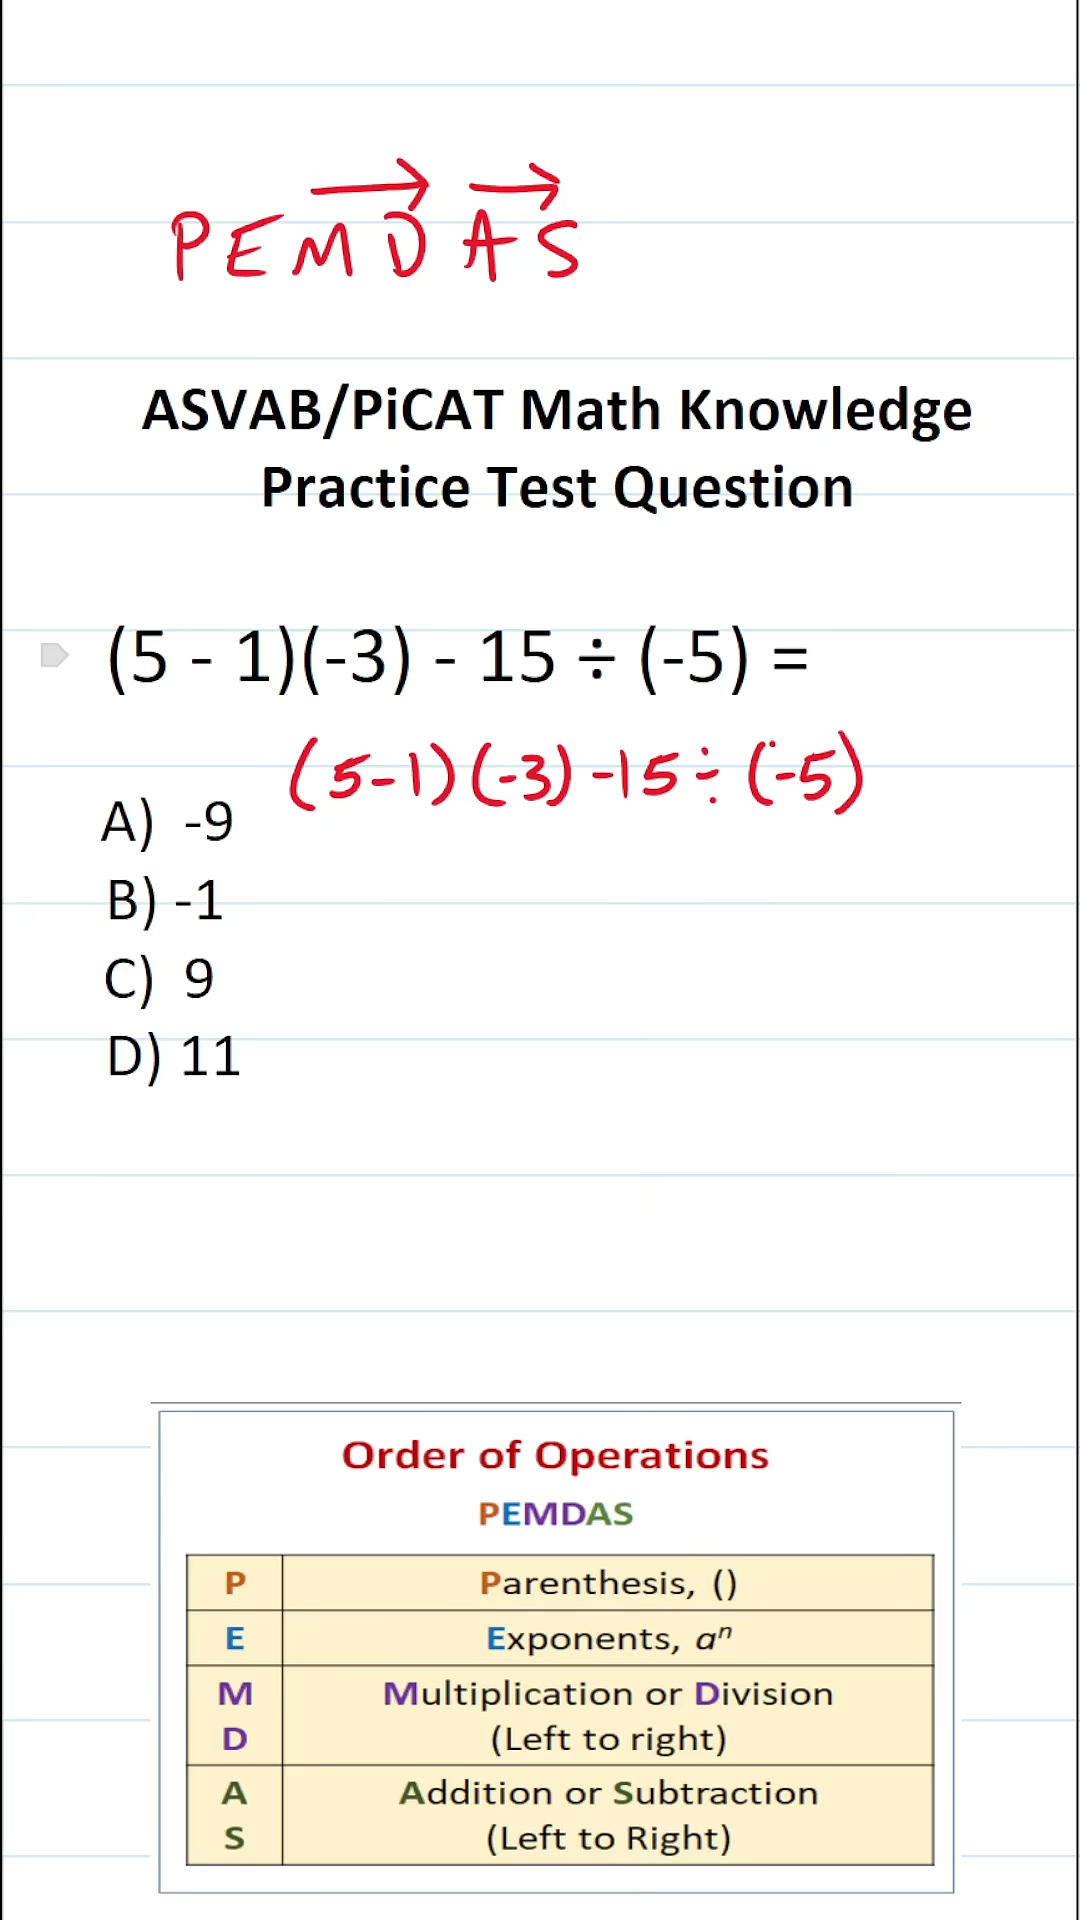 PEMDAS
ASVAB/PiCAT Math Knowledge
Practice Test Question
(5 - 1)(-3) - 15 ÷ (-5) =
(5-1)(-3)-15÷(-5)
A) -9
B) -1
C) 9
D) 11
Order of Operations
PEMDAS
P Parenthesis, ()
E Exponents, aⁿ
M Multiplication or Division
D (Left to right)
A Addition or Subtraction
S (Left to Right)